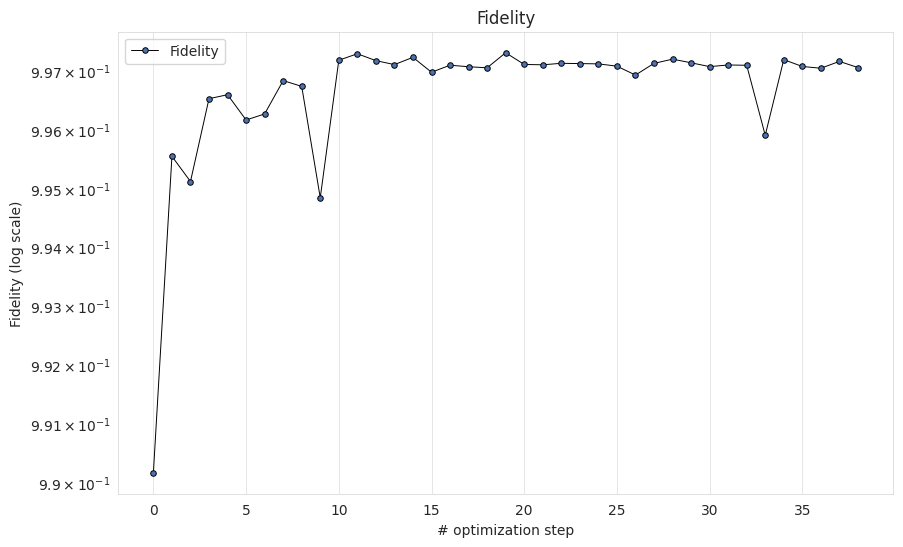 Fidelity
Fidelity
9.97 × 10⁻¹
9.96 × 10⁻¹
9.95 × 10⁻¹
9.94 × 10⁻¹
9.93 × 10⁻¹
9.92 × 10⁻¹
9.91 × 10⁻¹
9.9 × 10⁻¹
Fidelity (log scale)
0 5 10 15 20 25 30 35
# optimization step